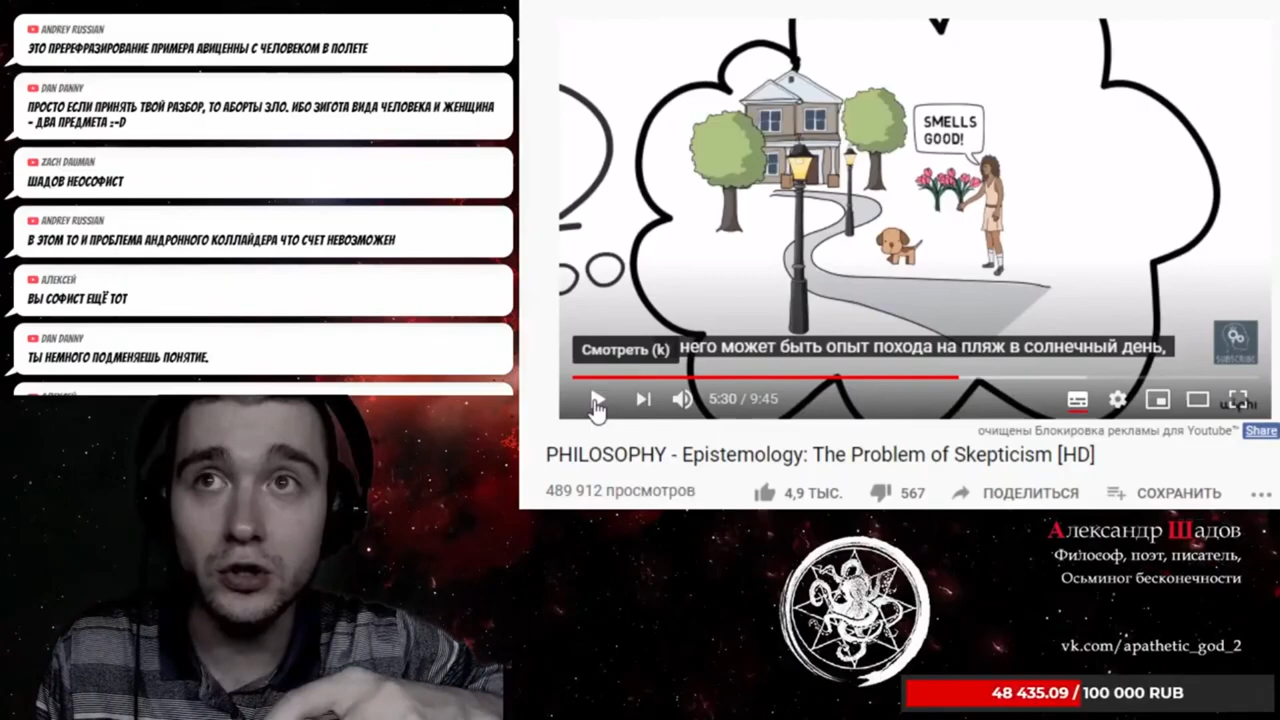 ANDREY RUSSIAN
ЭТО ПРЕРЕФРАЗИРОВАНИЕ ПРИМЕРА АВИЦЕННЫ С ЧЕЛОВЕКОМ В ПОЛЕТЕ
DAN DANNY
ПРОСТО ЕСЛИ ПРИНЯТЬ ТВОЙ РАЗБОР, ТО АБОРТЫ ЗЛО. ИБО ЗИГОТА ВИДА ЧЕЛОВЕКА И ЖЕНЩИНА
- ДВА ПРЕДМЕТА :-D
ZACH DAUMAN
ШАДОВ НЕОСОФИСТ
ANDREY RUSSIAN
В ЭТОМ ТО И ПРОБЛЕМА АНДРОННОГО КОЛЛАЙДЕРА ЧТО СЧЕТ НЕВОЗМОЖЕН
АЛЕКСЕЙ
ВЫ СОФИСТ ЕЩЁ ТОТ
DAN DANNY
ТЫ НЕМНОГО ПОДМЕНЯЕШЬ ПОНЯТИЕ.
SMELLS
GOOD!
Смотреть (k)
него может быть опыт похода на пляж в солнечный день,
SUBSCRIBE
5:30 / 9:45
wiphi
очищены Блокировка рекламы для Youtube™ Share
PHILOSOPHY - Epistemology: The Problem of Skepticism [HD]
489 912 просмотров
4,9 ТЫС.
567
ПОДЕЛИТЬСЯ
СОХРАНИТЬ
Александр Шадов
Философ, поэт, писатель,
Осьминог бесконечности
vk.com/apathetic_god_2
48 435.09 / 100 000 RUB